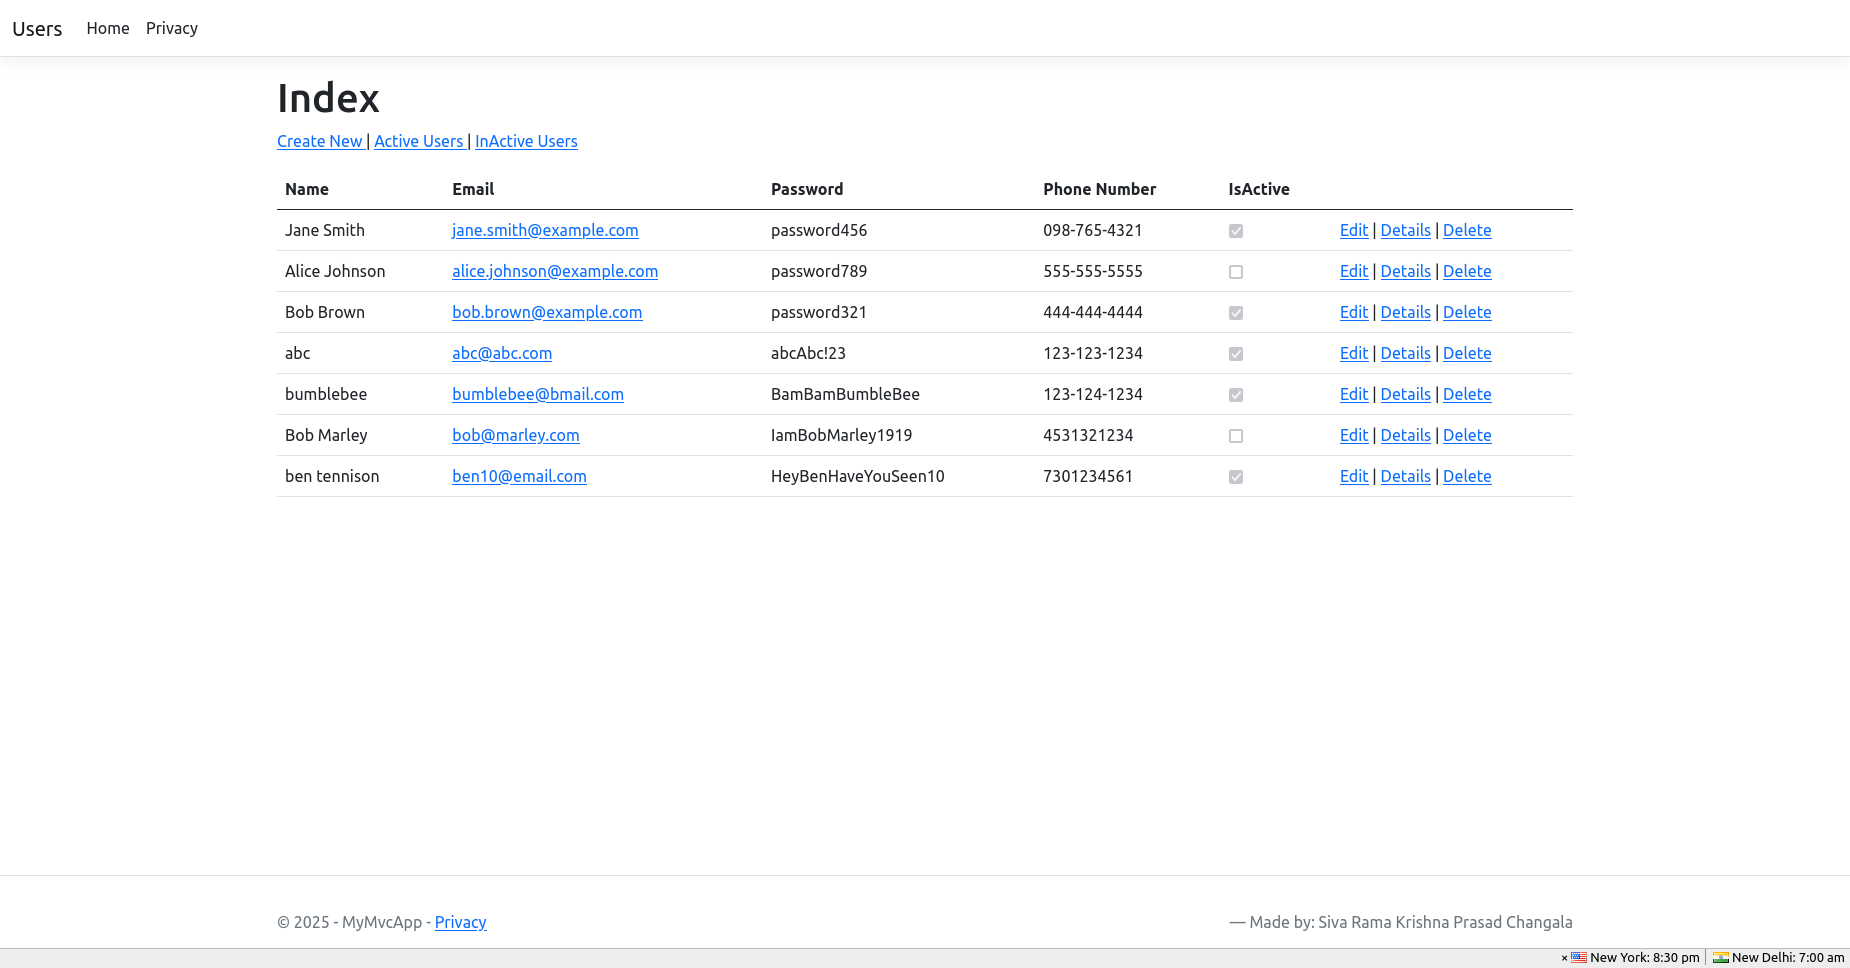 Users Home Privacy
Index
Create New | Active Users | InActive Users
Name Email Password Phone Number IsActive
Jane Smith jane.smith@example.com password456 098-765-4321 Edit | Details | Delete
Alice Johnson alice.johnson@example.com password789 555-555-5555 Edit | Details | Delete
Bob Brown bob.brown@example.com password321 444-444-4444 Edit | Details | Delete
abc abc@abc.com abcAbc!23 123-123-1234 Edit | Details | Delete
bumblebee bumblebee@bmail.com BamBamBumbleBee 123-124-1234 Edit | Details | Delete
Bob Marley bob@marley.com IamBobMarley1919 4531321234 Edit | Details | Delete
ben tennison ben10@email.com HeyBenHaveYouSeen10 7301234561 Edit | Details | Delete
© 2025 - MyMvcApp - Privacy — Made by: Siva Rama Krishna Prasad Changala
× New York: 8:30 pm New Delhi: 7:00 am